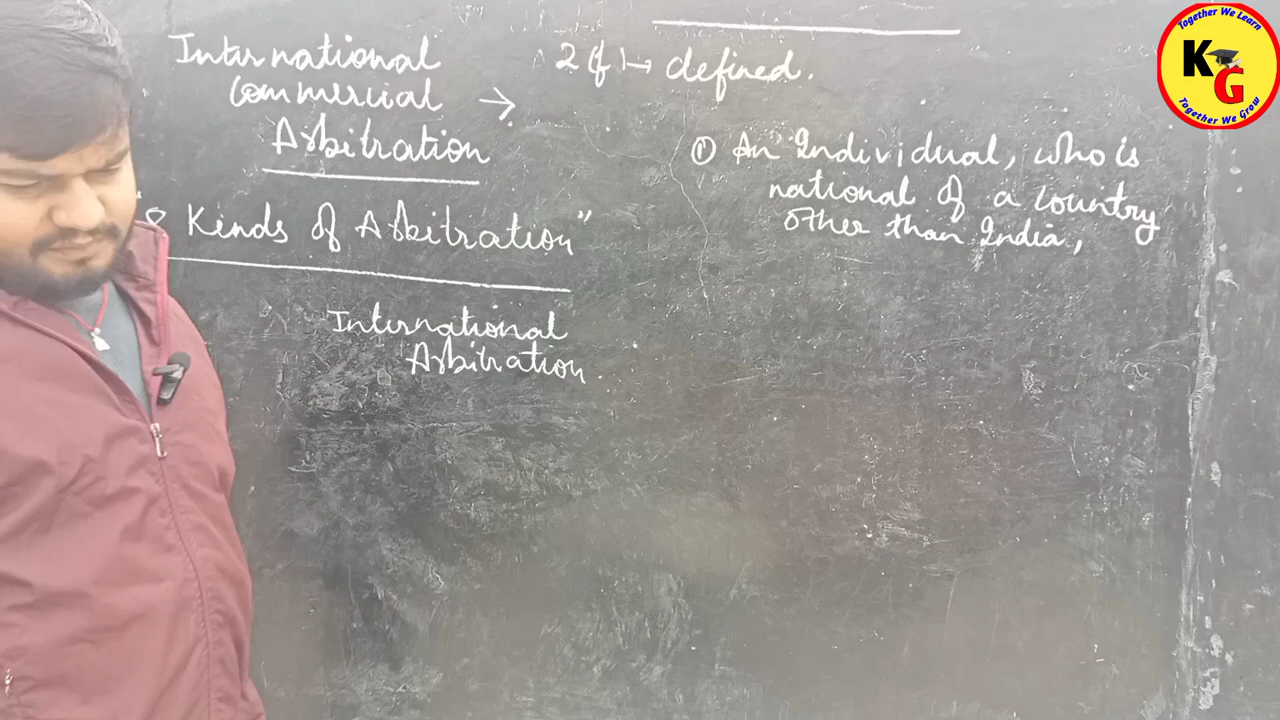 International
Commercial
Arbitration
→ 2(f) → defined.
① An Individual, who is
national of a country
other than India,
"Kinds of Arbitration"
International
Arbitration.
Together We Learn
KG
Together We Grow